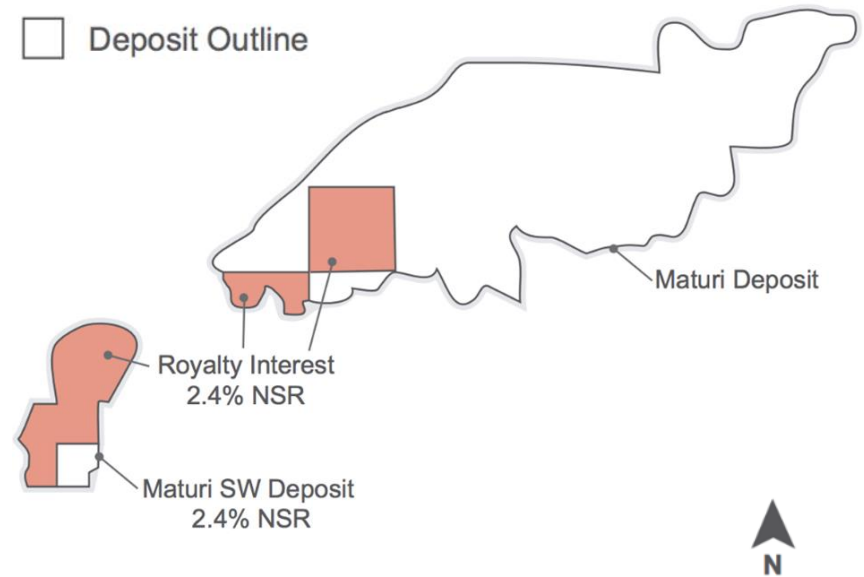 Deposit Outline
Maturi Deposit
Royalty Interest
2.4% NSR
Maturi SW Deposit
2.4% NSR
N